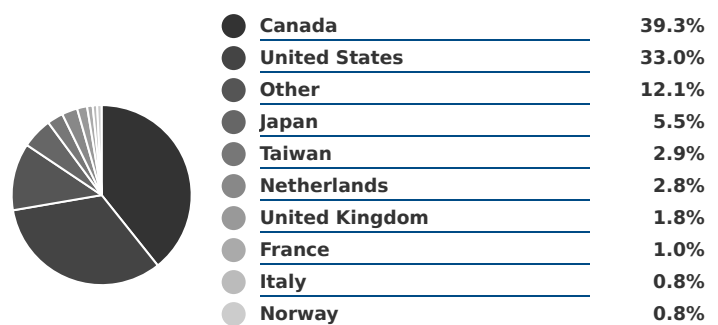 Canada 39.3%
United States 33.0%
Other 12.1%
Japan 5.5%
Taiwan 2.9%
Netherlands 2.8%
United Kingdom 1.8%
France 1.0%
Italy 0.8%
Norway 0.8%